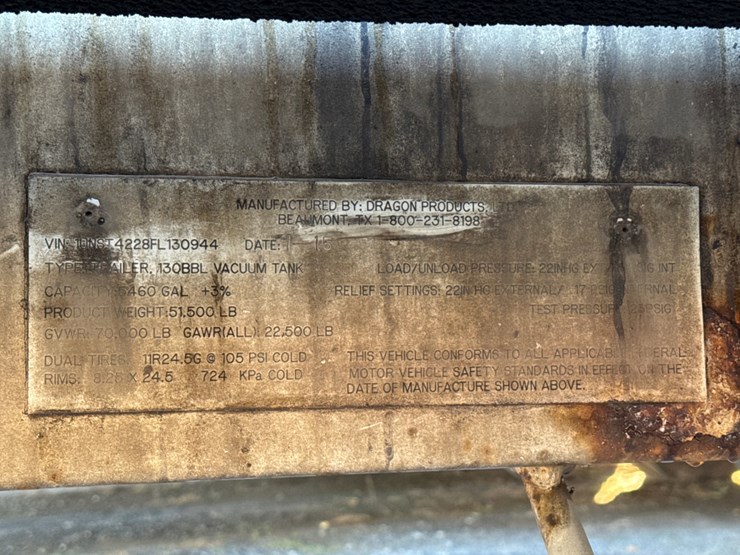 MANUFACTURED BY: DRAGON PRODUCTS,
BEAUMONT, TX 1-800-231-8198
VIN: 4228FL130944 DATE:
TYPE: TRAILER, 130BBL VACUUM TANK
LOAD/UNLOAD PRESSURE: 22INHG INT
CAPACITY: 5460 GAL +3%
RELIEF SETTINGS: 22IN HG EXTERNAL/ 17
PRODUCT WEIGHT: 51,500 LB
TEST PRESSURE
GVWR: 70,000 LB GAWR(ALL): 22,500 LB
DUAL TIRES: 11R24.5G @ 105 PSI COLD
RIMS: 8.25 X 24.5 724 KPa COLD
THIS VEHICLE CONFORMS TO ALL APPLICABLE FEDERAL
MOTOR VEHICLE SAFETY STANDARDS IN EFFECT ON THE
DATE OF MANUFACTURE SHOWN ABOVE.